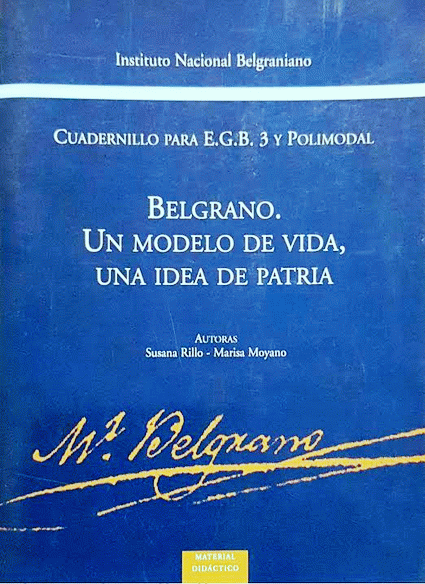 Instituto Nacional Belgraniano
CUADERNILLO PARA E.G.B. 3 Y POLIMODAL
BELGRANO.
UN MODELO DE VIDA,
UNA IDEA DE PATRIA
AUTORAS
Susana Rillo - Marisa Moyano
Ml. Belgrano
MATERIAL
DIDÁCTICO